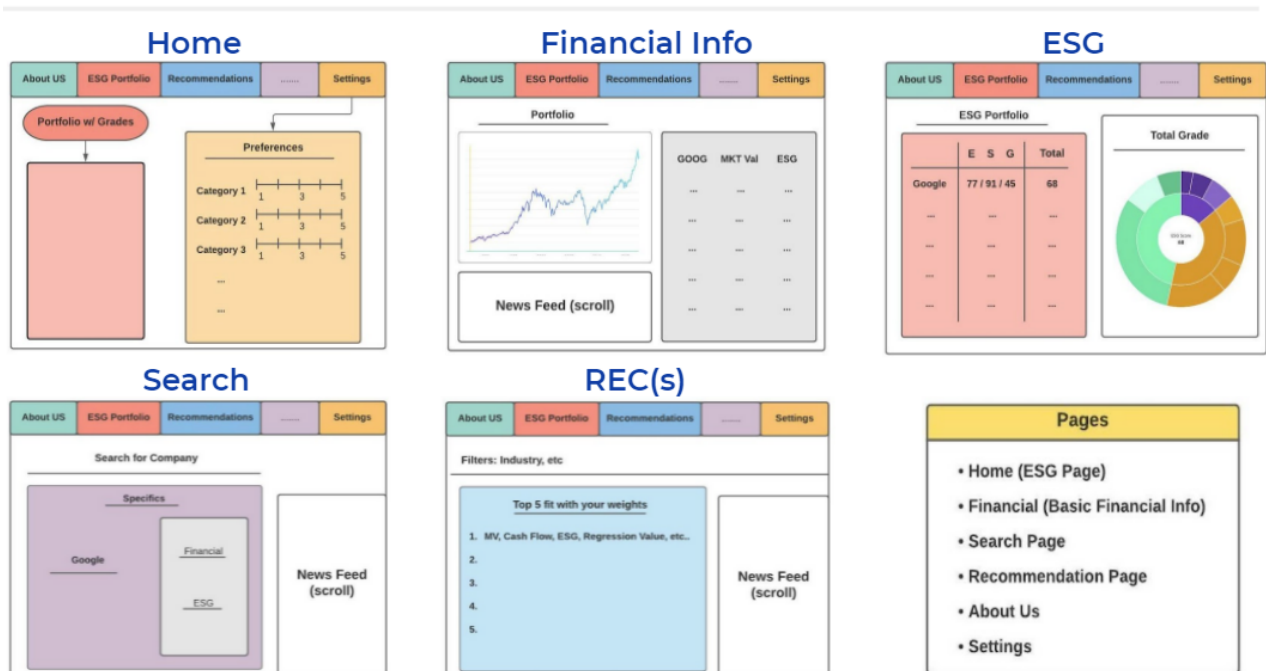 Home
About US ESG Portfolio Recommendations ....... Settings
Portfolio w/ Grades
Preferences
Category 1
1 3 5
Category 2
1 3 5
Category 3
1 3 5
...
...
Financial Info
About US ESG Portfolio Recommendations ....... Settings
Portfolio
GOOG MKT Val ESG
... ... ...
... ... ...
... ... ...
... ... ...
... ... ...
News Feed (scroll)
ESG
About US ESG Portfolio Recommendations ....... Settings
ESG Portfolio
E S G Total
Google 77 / 91 / 45 68
... ... ...
... ... ...
... ... ...
... ... ...
Total Grade
68
Search
About US ESG Portfolio Recommendations ....... Settings
Search for Company
Specifics
Google
Financial
ESG
News Feed
(scroll)
REC(s)
About US ESG Portfolio Recommendations ....... Settings
Filters: Industry, etc
Top 5 fit with your weights
1. MV, Cash Flow, ESG, Regression Value, etc..
2.
3.
4.
5.
News Feed
(scroll)
Pages
• Home (ESG Page)
• Financial (Basic Financial Info)
• Search Page
• Recommendation Page
• About Us
• Settings